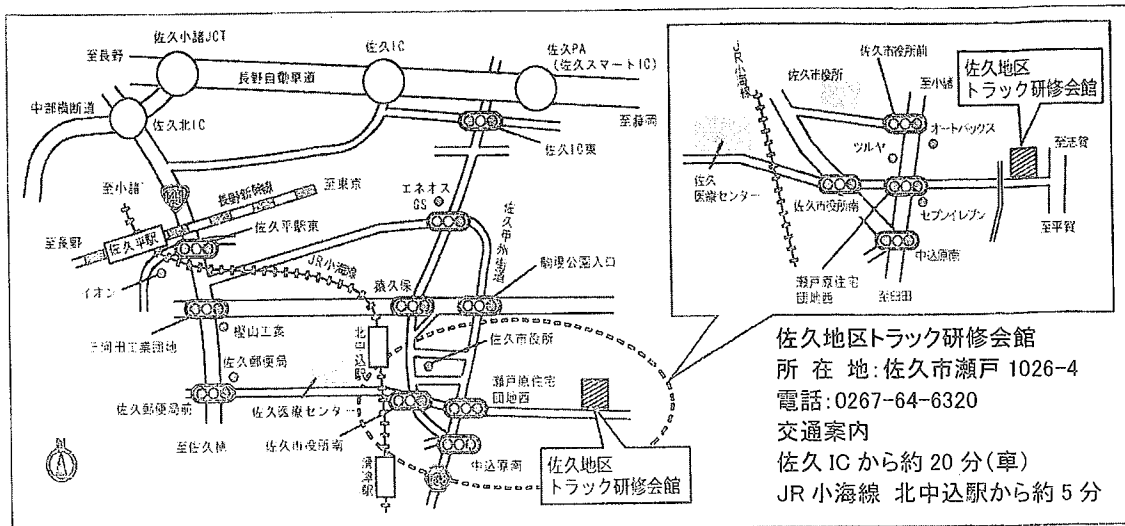 佐久小諸JCT
至長野
佐久IC
佐久PA
(佐久スマートIC)
長野自動車道
中部横断道
佐久北IC
至藤岡
佐久IC東
至小諸
長野新幹線
至東京
エネオス
GS
佐久甲州街道
至長野
佐久平駅
佐久平駅東
JR小海線
イオン
猿久保
駒場公園入口
樫山工業
北中込駅
佐久市役所
佐久郵便局
瀬戸原住宅
団地西
佐久郵便局前
佐久医療センター
佐久市役所南
至佐久穂
滑津駅
中込原南
佐久地区
トラック研修会館
N
JR小海線
佐久市役所前
佐久市役所
至小諸
佐久地区
トラック研修会館
オートバックス
ツルヤ
至志賀
佐久
医療センター
佐久市役所南
セブンイレブン
至平賀
中込原南
瀬戸原住宅
団地西
至臼田
佐久地区トラック研修会館
所在地:佐久市瀬戸1026-4
電話:0267-64-6320
交通案内
佐久ICから約20分(車)
JR小海線 北中込駅から約5分